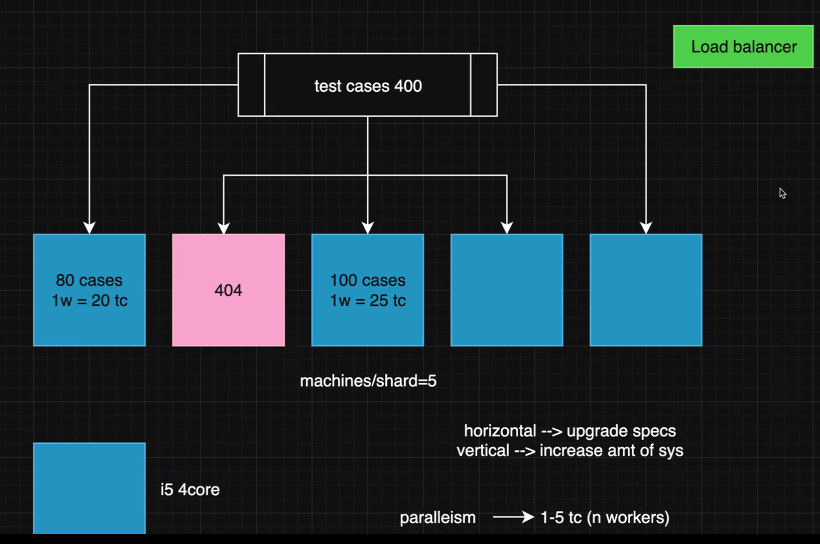 Load balancer
test cases 400
80 cases
1w = 20 tc
404
100 cases
1w = 25 tc
machines/shard=5
horizontal --> upgrade specs
vertical --> increase amt of sys
i5 4core
paralleism
1-5 tc (n workers)